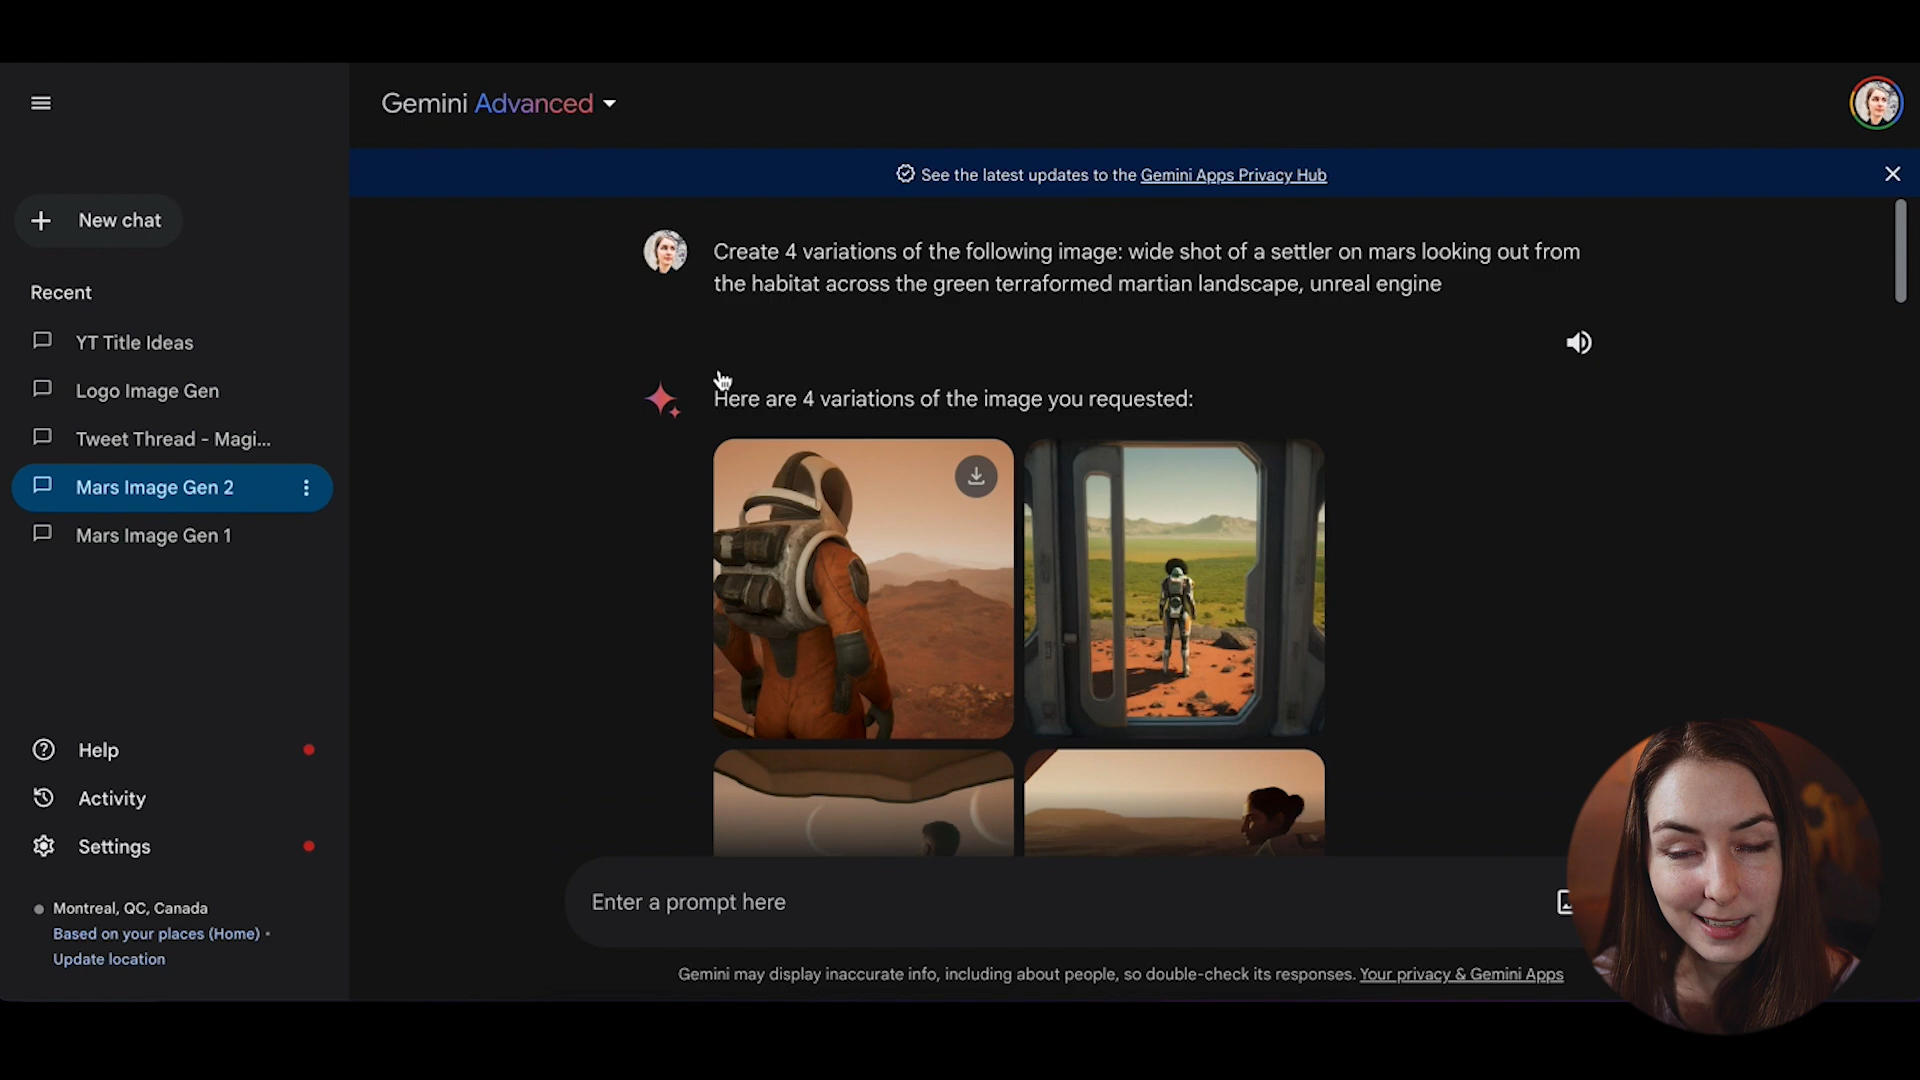 Gemini Advanced
See the latest updates to the Gemini Apps Privacy Hub
New chat
Recent
YT Title Ideas
Logo Image Gen
Tweet Thread - Magi...
Mars Image Gen 2
Mars Image Gen 1
Help
Activity
Settings
Montreal, QC, Canada
Based on your places (Home) •
Update location
Create 4 variations of the following image: wide shot of a settler on mars looking out from
the habitat across the green terraformed martian landscape, unreal engine
Here are 4 variations of the image you requested:
Enter a prompt here
Gemini may display inaccurate info, including about people, so double-check its responses. Your privacy & Gemini Apps